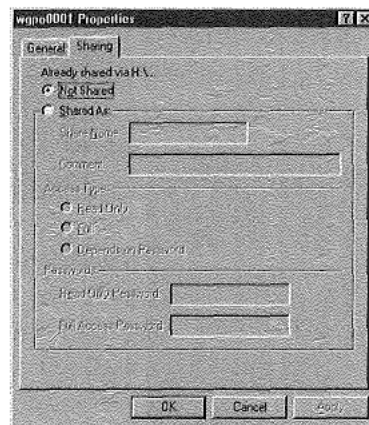 wgpo0001 Properties
General Sharing
Already shared via H:\...
Not Shared
Shared As:
Share Name:
Comment:
Access Type:
Read Only
Full
Depends on Password
Passwords:
Read Only Password:
Full Access Password:
OK Cancel Apply